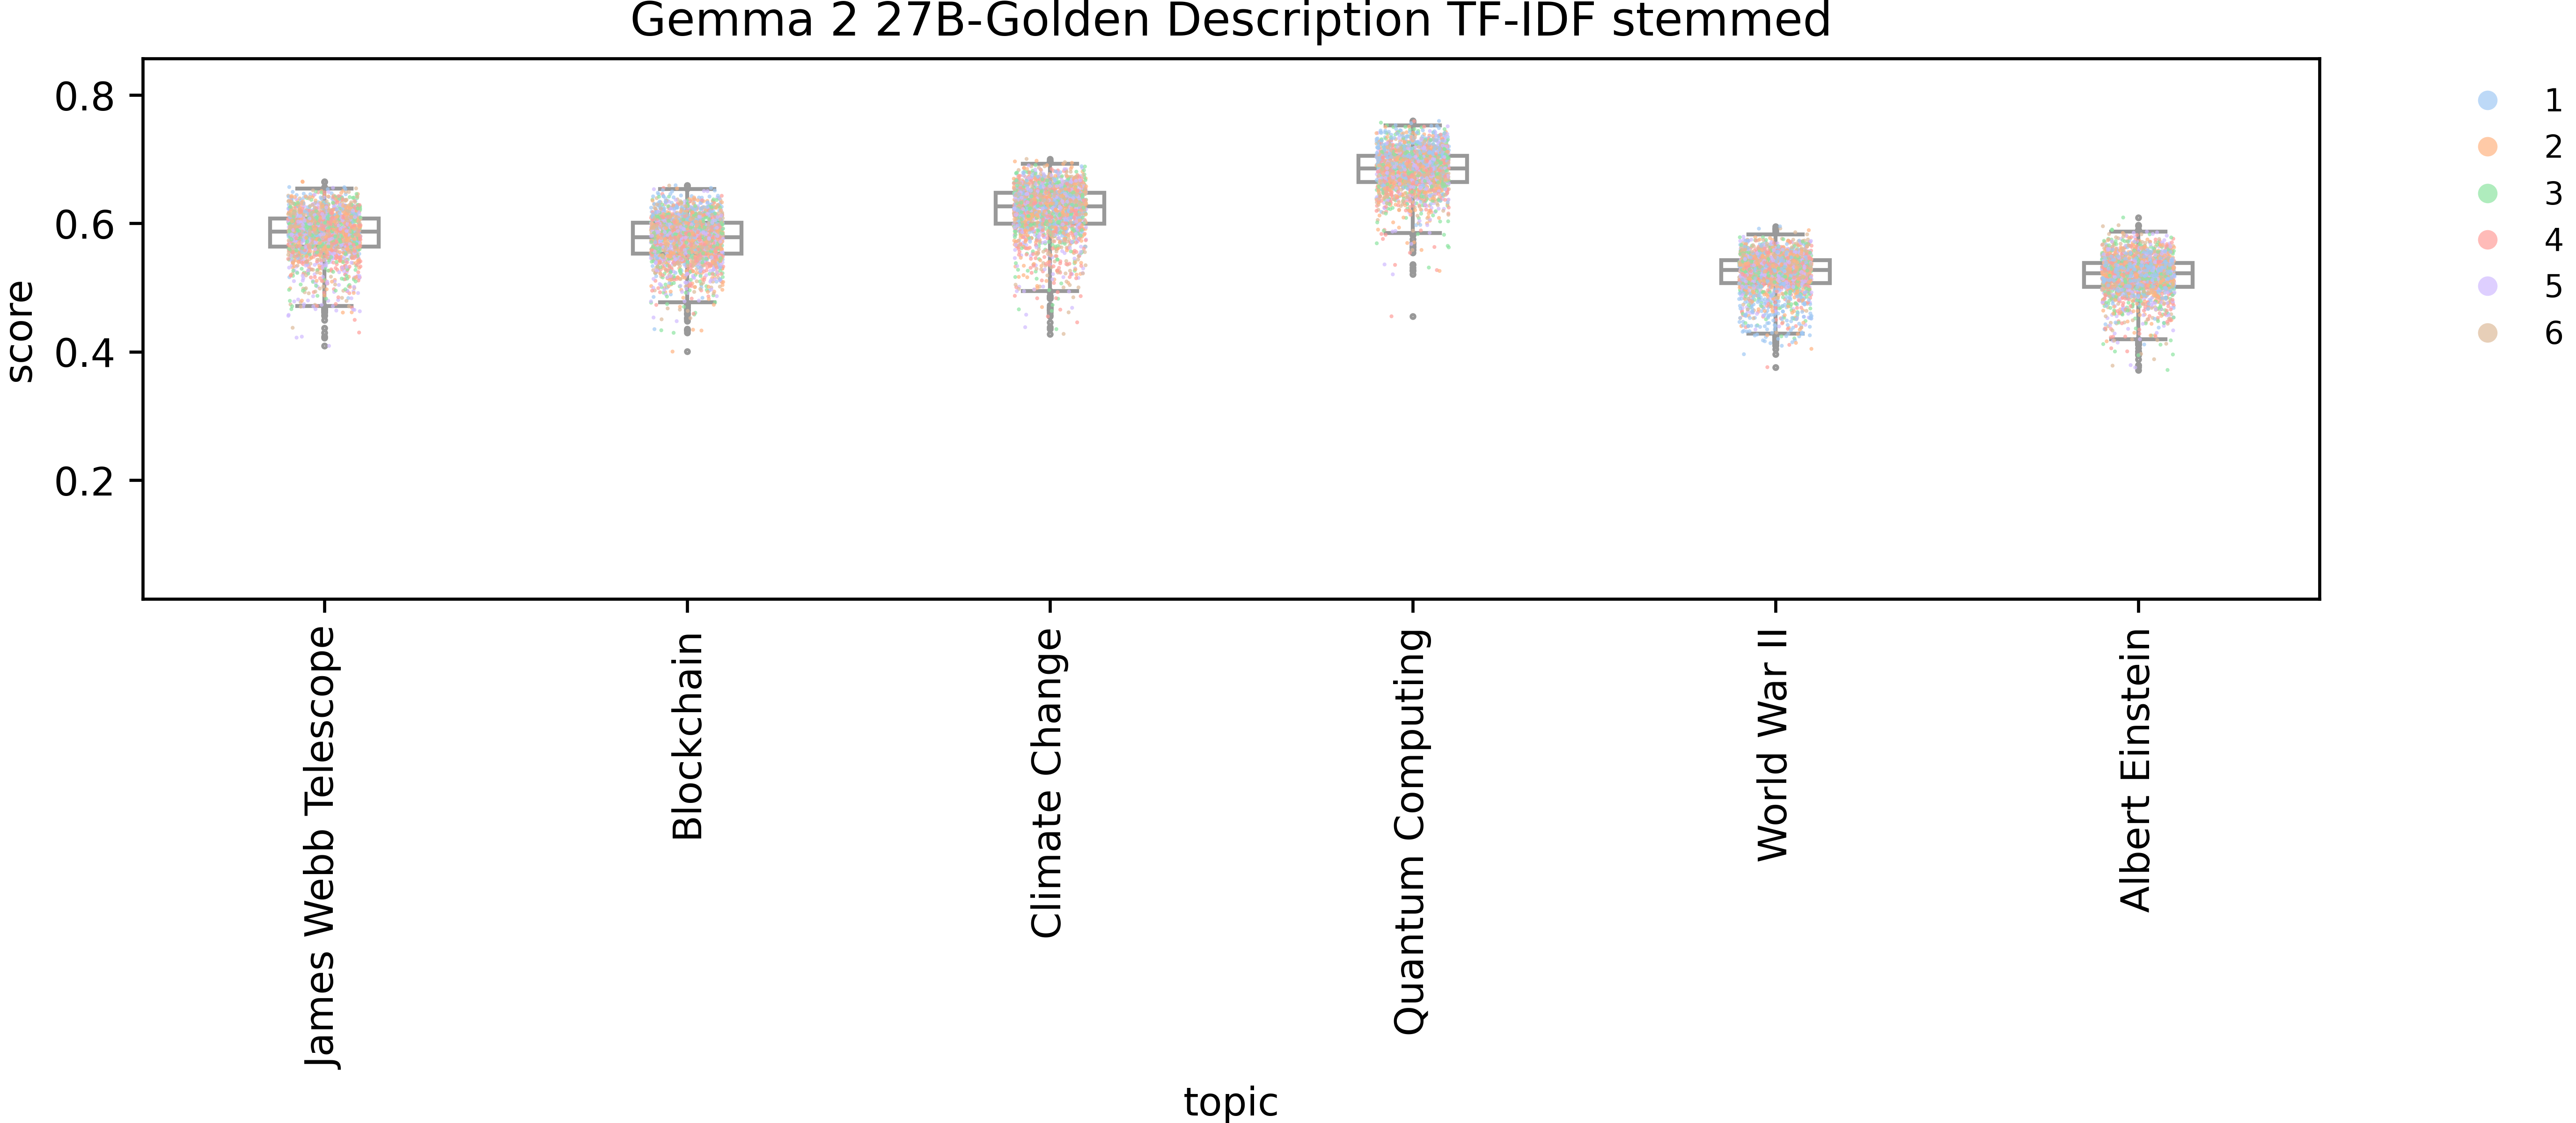 Gemma 2 27B-Golden Description TF-IDF stemmed
score
0.8
0.6
0.4
0.2
James Webb Telescope
Blockchain
Climate Change
Quantum Computing
World War II
Albert Einstein
topic
1
2
3
4
5
6